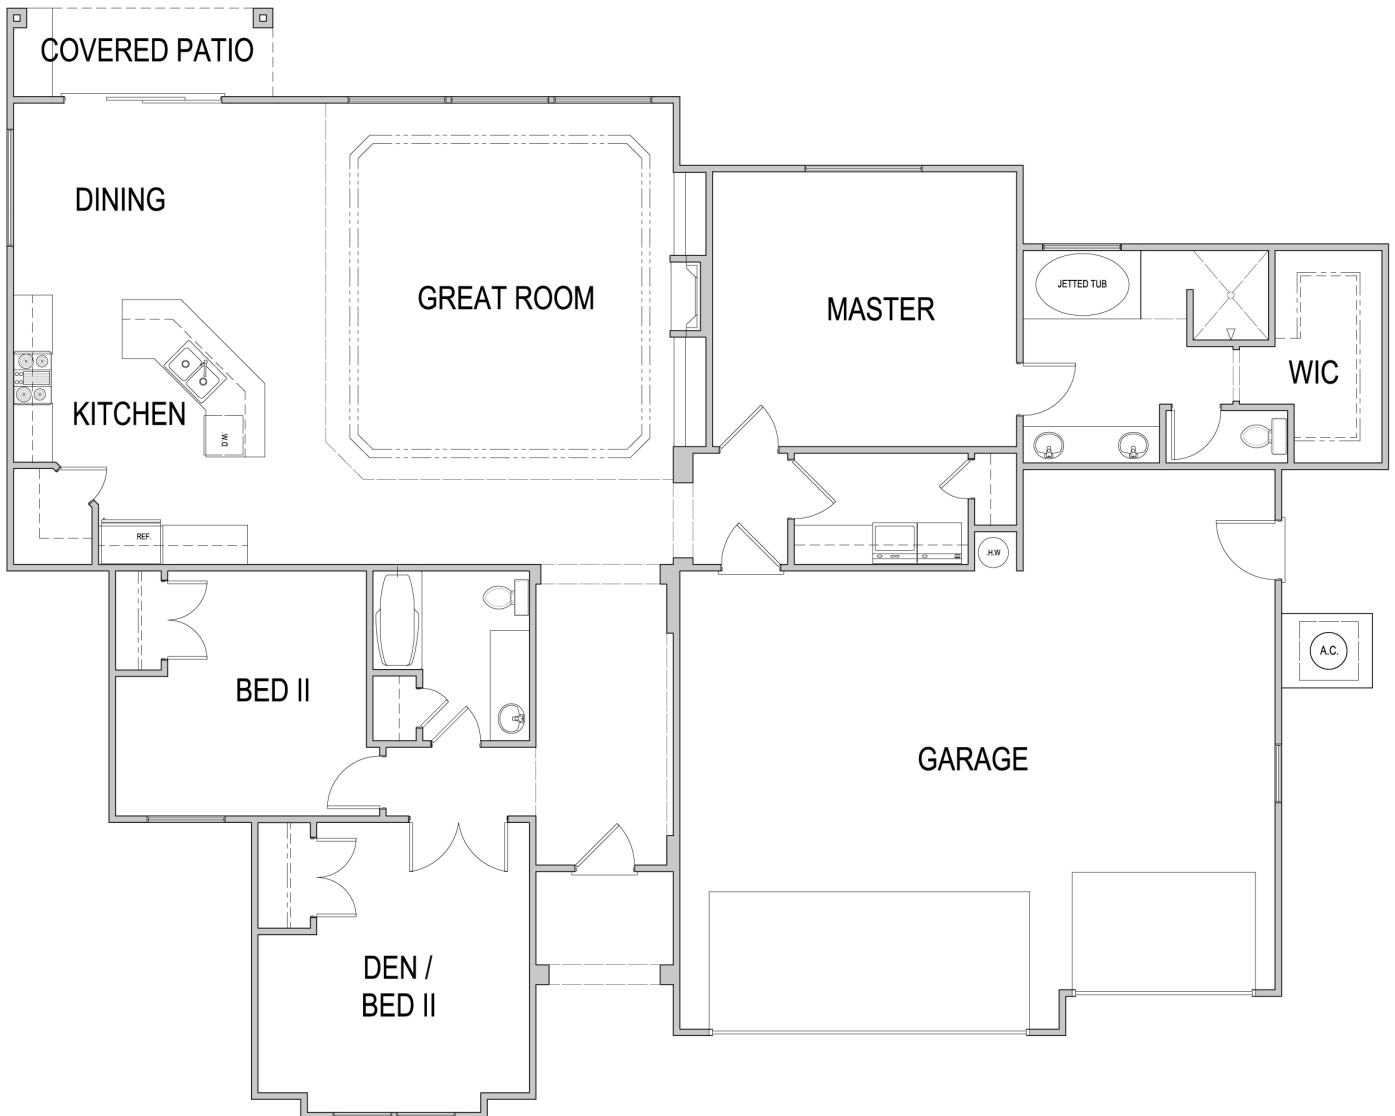 COVERED PATIO
DINING
GREAT ROOM
MASTER
JETTED TUB
WIC
KITCHEN
W.D
REF.
.H.W
BED II
A.C.
GARAGE
DEN /
BED II